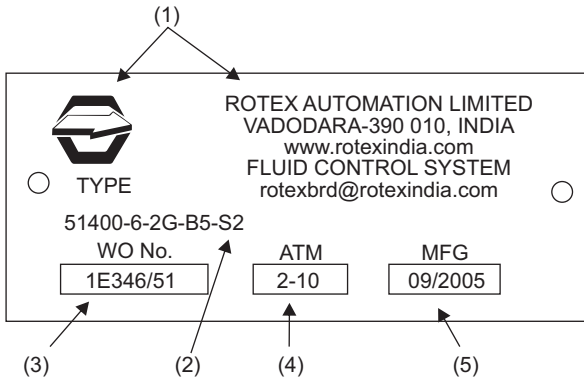 (1)
ROTEX AUTOMATION LIMITED
VADODARA-390 010, INDIA
www.rotexindia.com
FLUID CONTROL SYSTEM
rotexbrd@rotexindia.com
TYPE
51400-6-2G-B5-S2
WO No. ATM MFG
1E346/51 2-10 09/2005
(3) (2) (4) (5)